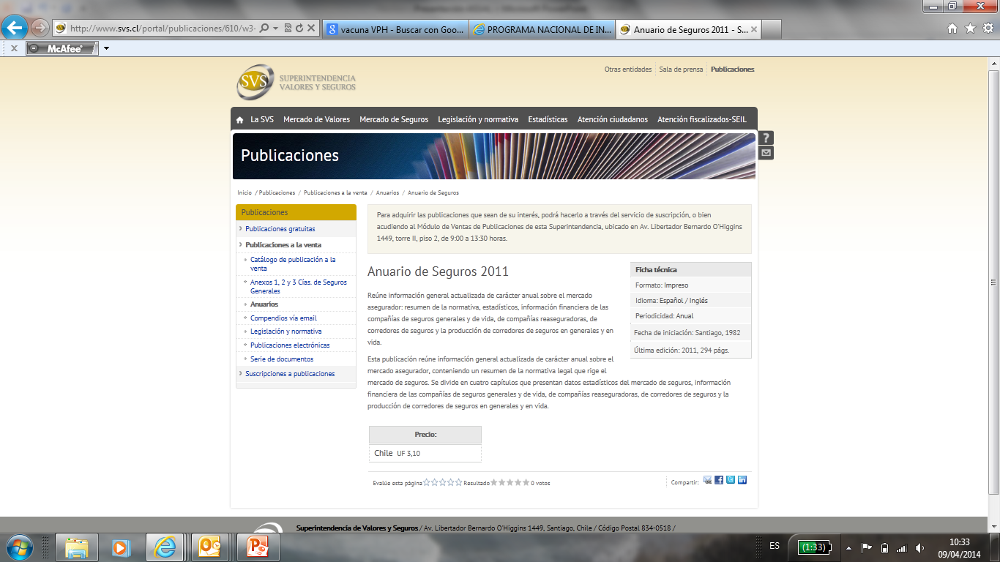 http://www.svs.cl/portal/publicaciones/610/w3-
vacuna VPH - Buscar con Goo...
PROGRAMA NACIONAL DE IN...
Anuario de Seguros 2011 - S...
McAfee
SVS SUPERINTENDENCIA
VALORES Y SEGUROS
Otras entidades Sala de prensa Publicaciones
La SVS Mercado de Valores Mercado de Seguros Legislación y normativa Estadísticas Atención ciudadanos Atención fiscalizados-SEIL
Publicaciones
?
Inicio / Publicaciones / Publicaciones a la venta / Anuarios / Anuario de Seguros
Publicaciones
Publicaciones gratuitas
Publicaciones a la venta
Catálogo de publicación a la
venta
Anexos 1, 2 y 3 Cías. de Seguros
Generales
Anuarios
Compendios vía email
Legislación y normativa
Publicaciones electrónicas
Serie de documentos
Suscripciones a publicaciones
Para adquirir las publicaciones que sean de su interés, podrá hacerlo a través del servicio de suscripción, o bien
acudiendo al Módulo de Ventas de Publicaciones de esta Superintendencia, ubicado en Av. Libertador Bernardo O'Higgins
1449, torre II, piso 2, de 9:00 a 13:30 horas.
Anuario de Seguros 2011
Reúne información general actualizada de carácter anual sobre el mercado
asegurador: resumen de la normativa, estadísticos, información financiera de las
compañías de seguros generales y de vida, de compañías reaseguradoras, de
corredores de seguros y la producción de corredores de seguros en generales y en
vida.
Ficha técnica
Formato: Impreso
Idioma: Español / Inglés
Periodicidad: Anual
Fecha de iniciación: Santiago, 1982
Última edición: 2011, 294 págs.
Esta publicación reúne información general actualizada de carácter anual sobre el
mercado asegurador, conteniendo un resumen de la normativa legal que rige el
mercado de seguros. Se divide en cuatro capítulos que presentan datos estadísticos del mercado de seguros, información
financiera de las compañías de seguros generales y de vida, de compañías reaseguradoras, de corredores de seguros y la
producción de corredores de seguros en generales y en vida.
Precio:
Chile UF 3,10
Evalúe esta página Resultado 0 votos
Compartir:
Superintendencia de Valores y Seguros / Av. Libertador Bernardo O'Higgins 1449, Santiago, Chile / Código Postal 834-0518 /
ES
(1:33)
10:33
09/04/2014